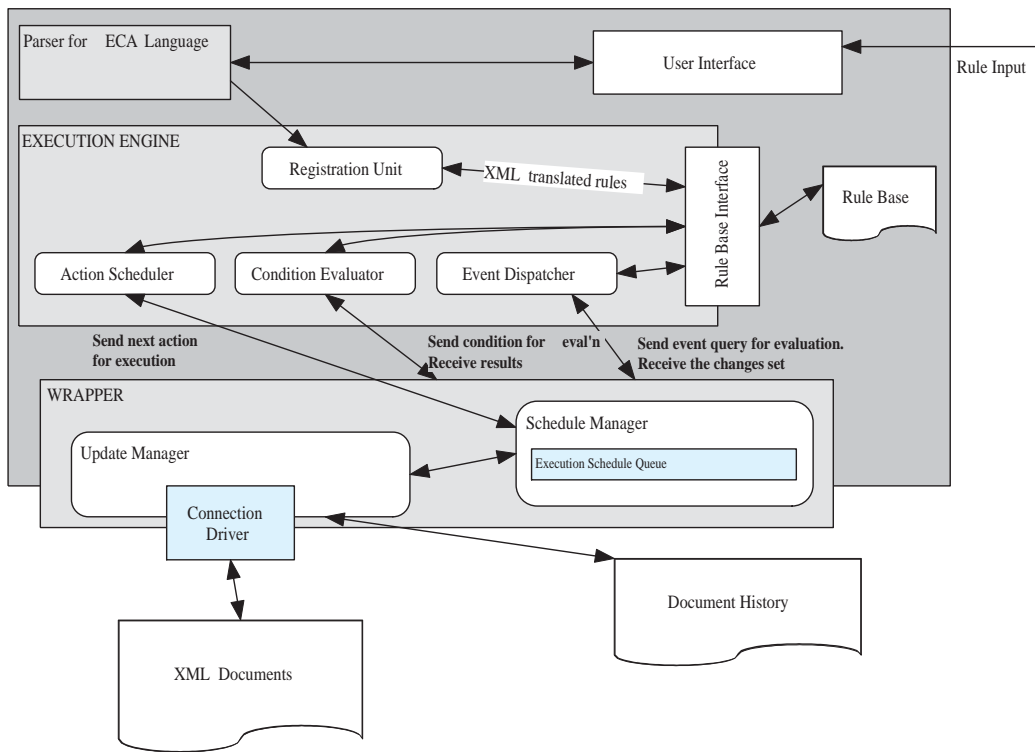 Parser for ECA Language
User Interface
Rule Input
EXECUTION ENGINE
Registration Unit
XML translated rules
Rule Base Interface
Rule Base
Action Scheduler
Condition Evaluator
Event Dispatcher
Send next action
for execution
Send condition for eval'n
Receive results
Send event query for evaluation.
Receive the changes set
WRAPPER
Schedule Manager
Update Manager
Execution Schedule Queue
Connection
Driver
Document History
XML Documents